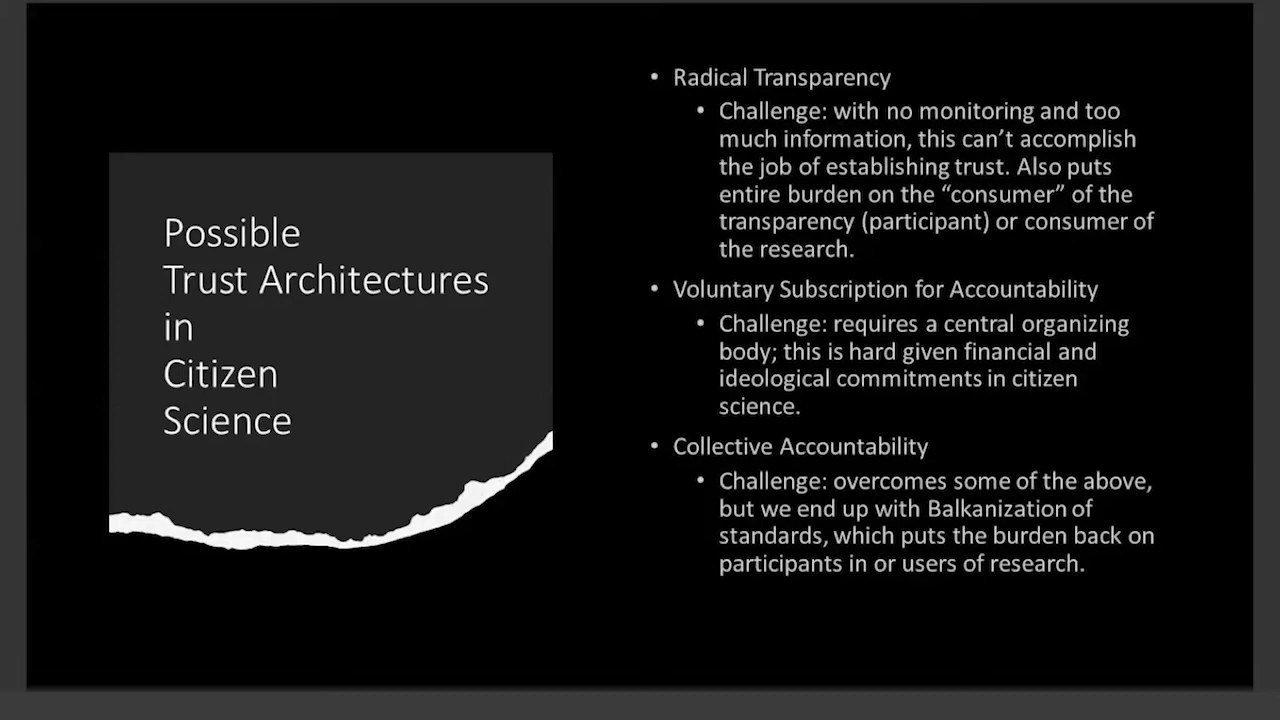 Possible
Trust Architectures
in
Citizen
Science
• Radical Transparency
• Challenge: with no monitoring and too
much information, this can’t accomplish
the job of establishing trust. Also puts
entire burden on the “consumer” of the
transparency (participant) or consumer of
the research.
• Voluntary Subscription for Accountability
• Challenge: requires a central organizing
body; this is hard given financial and
ideological commitments in citizen
science.
• Collective Accountability
• Challenge: overcomes some of the above,
but we end up with Balkanization of
standards, which puts the burden back on
participants in or users of research.